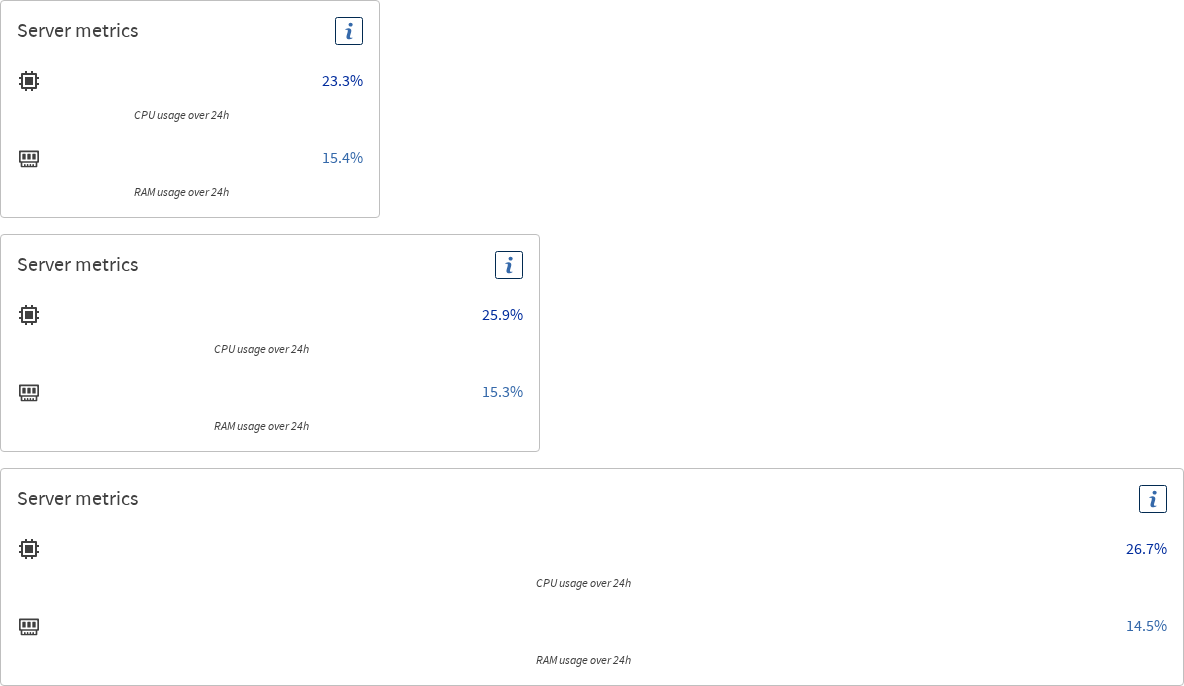 Server metrics i
23.3%
CPU usage over 24h
15.4%
RAM usage over 24h
Server metrics i
25.9%
CPU usage over 24h
15.3%
RAM usage over 24h
Server metrics i
26.7%
CPU usage over 24h
14.5%
RAM usage over 24h